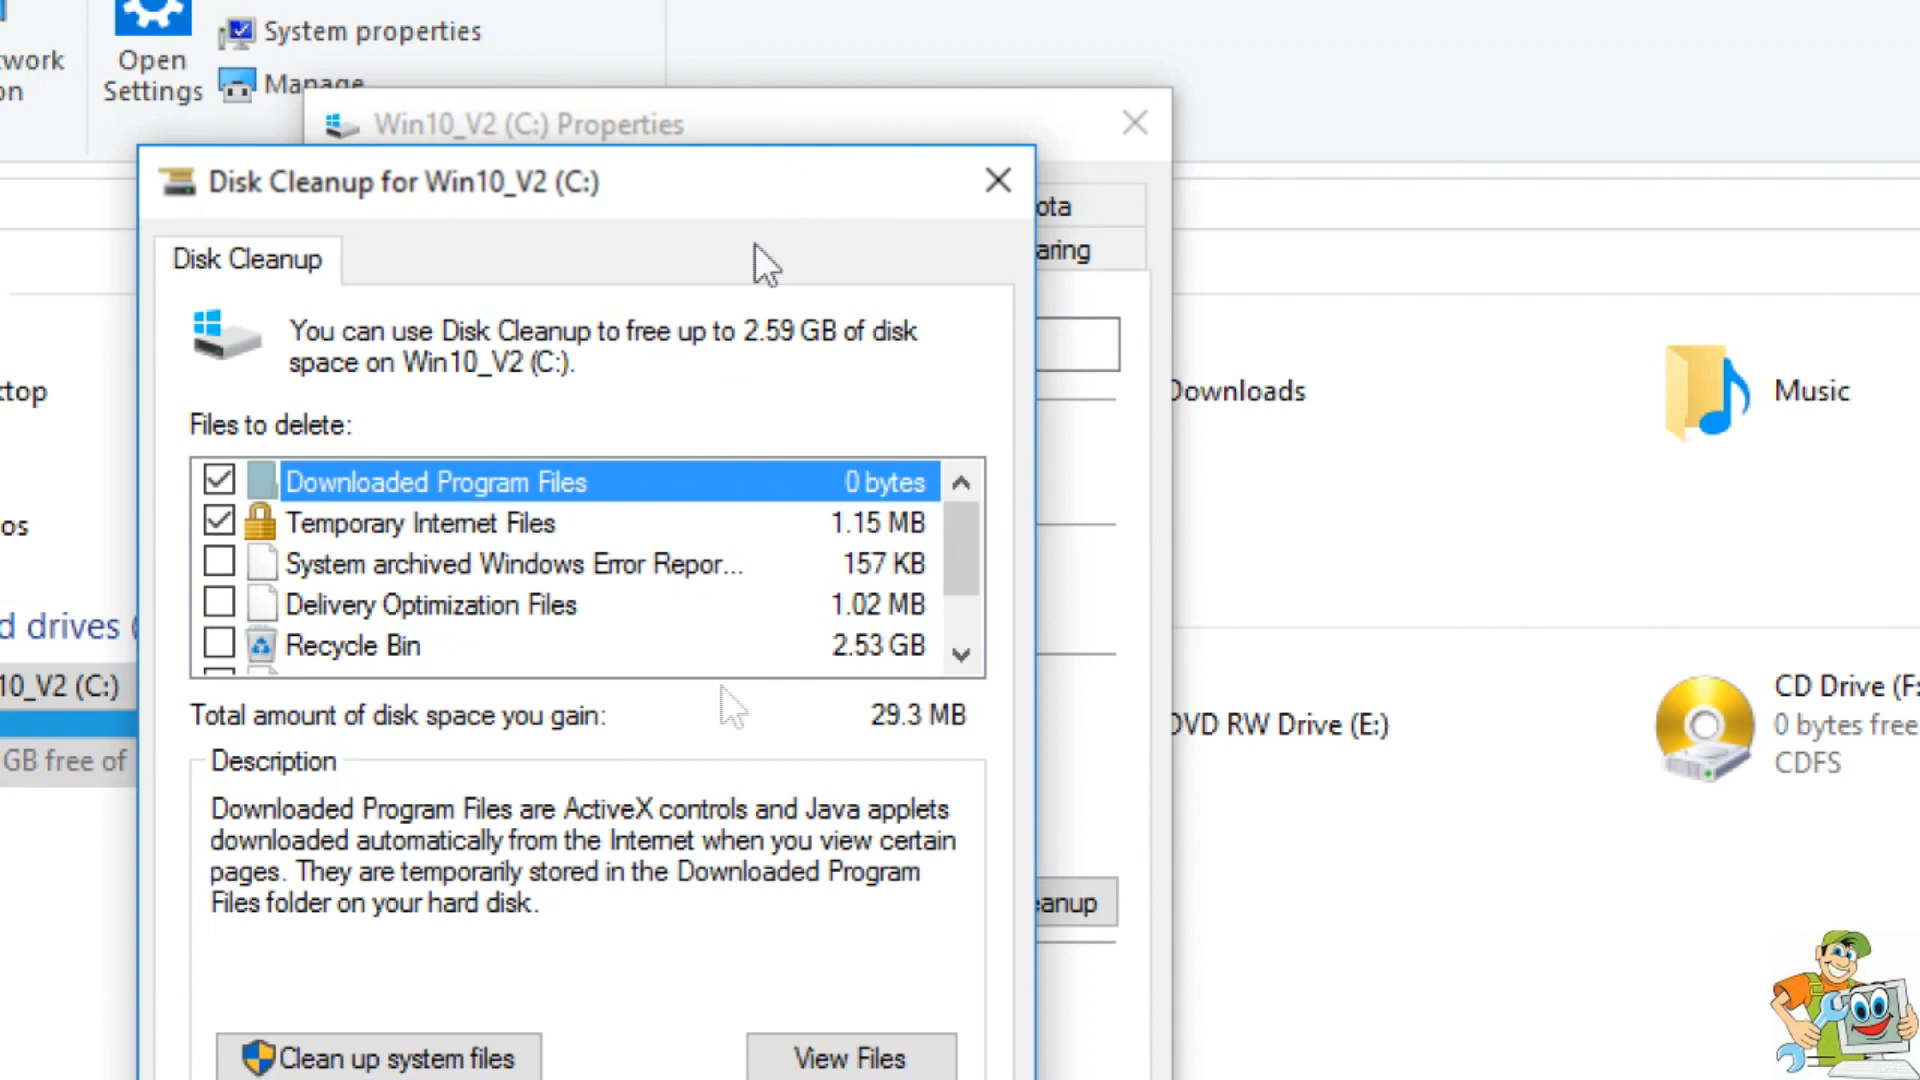 System properties
work
Open
on
Settings
Manage
Win10_V2 (C:) Properties
Disk Cleanup for Win10_V2 (C:)
ota
aring
Disk Cleanup
You can use Disk Cleanup to free up to 2.59 GB of disk
space on Win10_V2 (C:).
ktop
Downloads
Music
Files to delete:
Downloaded Program Files 0 bytes
Temporary Internet Files 1.15 MB
os
System archived Windows Error Repor... 157 KB
Delivery Optimization Files 1.02 MB
d drives (
Recycle Bin 2.53 GB
10_V2 (C:)
CD Drive (F:
Total amount of disk space you gain: 29.3 MB
DVD RW Drive (E:)
0 bytes free
GB free of
CDFS
Description
Downloaded Program Files are ActiveX controls and Java applets
downloaded automatically from the Internet when you view certain
pages. They are temporarily stored in the Downloaded Program
Files folder on your hard disk.
eanup
Clean up system files
View Files